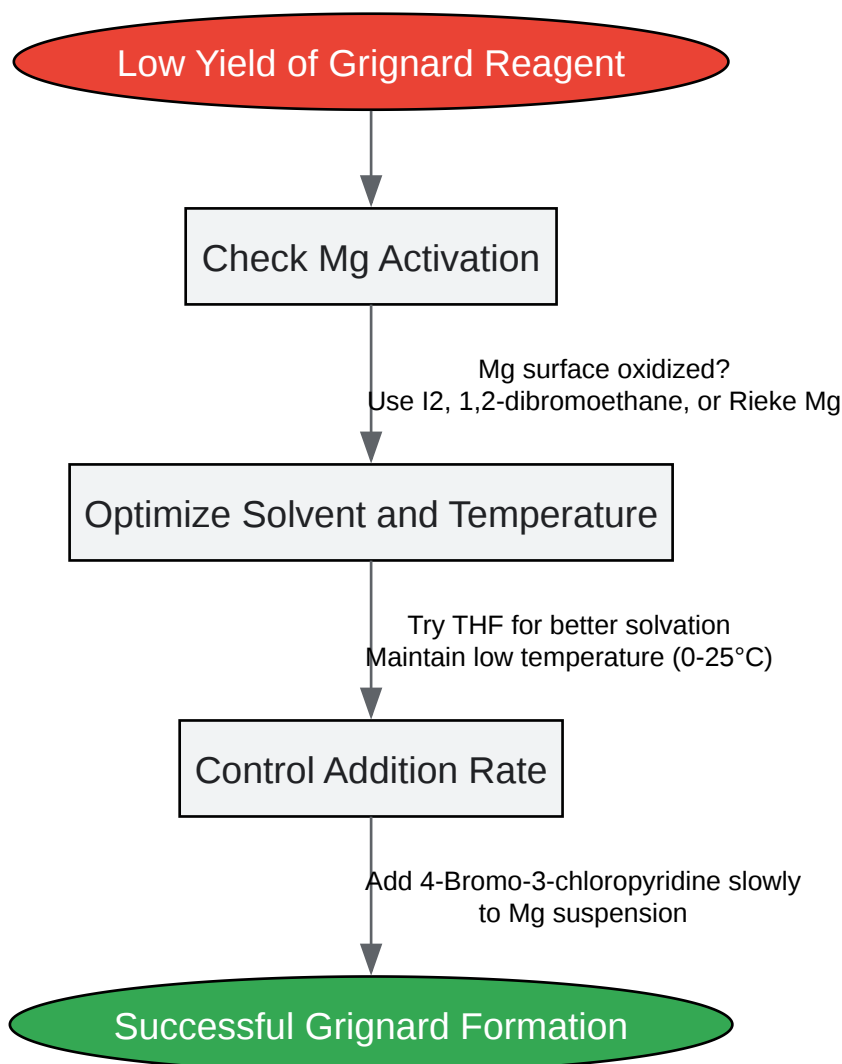 Low Yield of Grignard Reagent
Check Mg Activation
Mg surface oxidized?
Use I2, 1,2-dibromoethane, or Rieke Mg
Optimize Solvent and Temperature
Try THF for better solvation
Maintain low temperature (0-25°C)
Control Addition Rate
Add 4-Bromo-3-chloropyridine slowly
to Mg suspension
Successful Grignard Formation